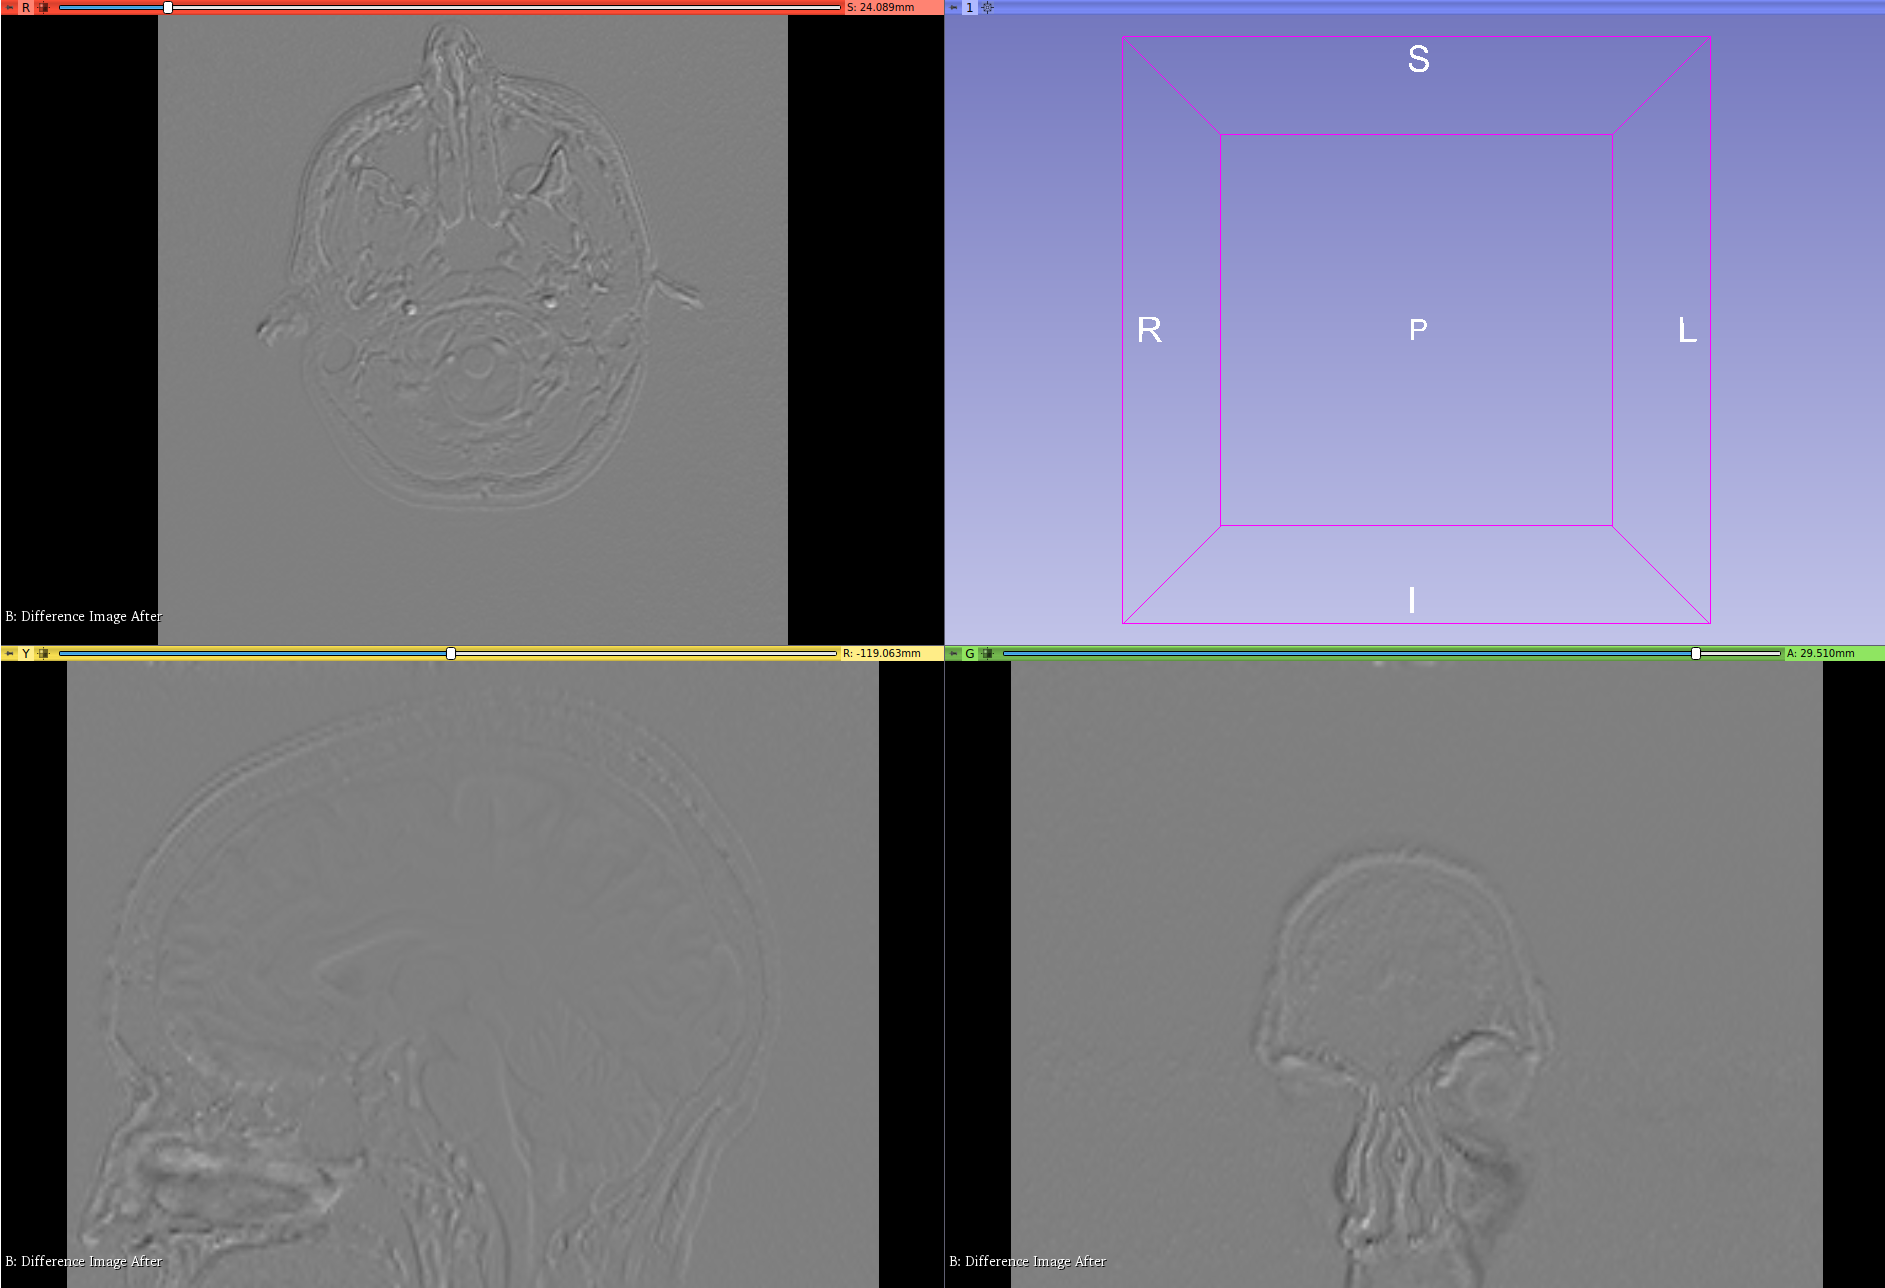 R
S: 24.089mm
B: Difference Image After
1
S
R
P
L
I
Y
R: -119.063mm
B: Difference Image After
G
A: 29.510mm
B: Difference Image After